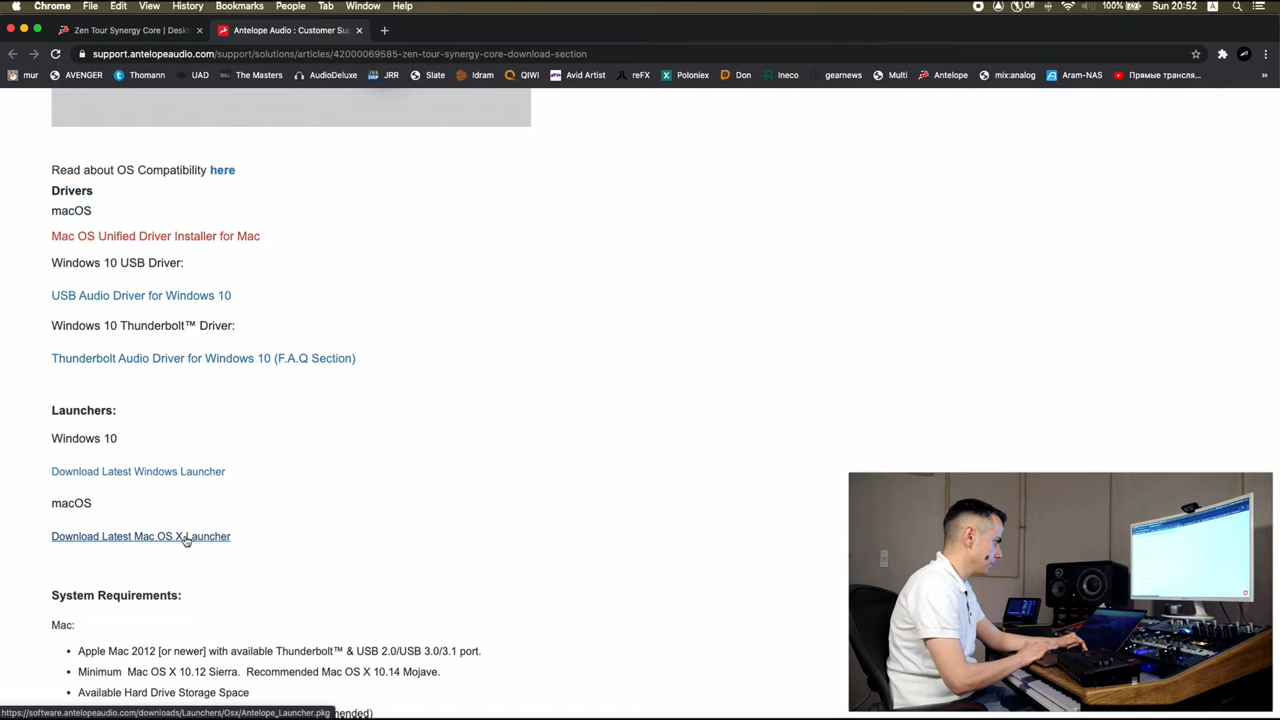 Chrome File Edit View History Bookmarks People Tab Window Help 100% Sun 20:52 A
Zen Tour Synergy Core | Deskt Antelope Audio : Customer Su
support.antelopeaudio.com/support/solutions/articles/42000069585-zen-tour-synergy-core-download-section
mur AVENGER Thomann UAD The Masters AudioDeluxe JRR Slate Idram QIWI Avid Artist reFX Poloniex Don Ineco gearnews Multi Antelope mix:analog Aram-NAS Прямые трансля... »
Read about OS Compatibility here
Drivers
macOS
Mac OS Unified Driver Installer for Mac
Windows 10 USB Driver:
USB Audio Driver for Windows 10
Windows 10 Thunderbolt™ Driver:
Thunderbolt Audio Driver for Windows 10 (F.A.Q Section)
Launchers:
Windows 10
Download Latest Windows Launcher
macOS
Download Latest Mac OS X Launcher
System Requirements:
Mac:
• Apple Mac 2012 [or newer] with available Thunderbolt™ & USB 2.0/USB 3.0/3.1 port.
• Minimum Mac OS X 10.12 Sierra. Recommended Mac OS X 10.14 Mojave.
• Available Hard Drive Storage Space
https://software.antelopeaudio.com/downloads/Launchers/Osx/Antelope_Launcher.pkg